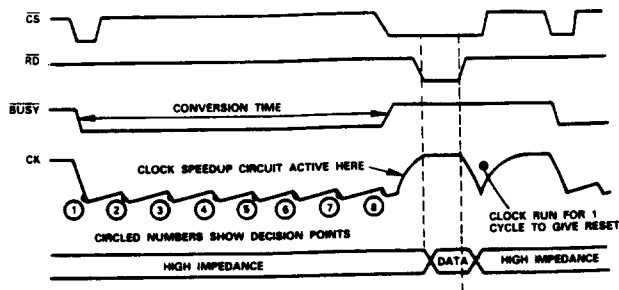 CS
RD
BUSY
CONVERSION TIME
CK
CLOCK SPEEDUP CIRCUIT ACTIVE HERE
1 2 3 4 5 6 7 8
CLOCK RUN FOR 1
CYCLE TO GIVE RESET
CIRCLED NUMBERS SHOW DECISION POINTS
HIGH IMPEDANCE
DATA
HIGH IMPEDANCE